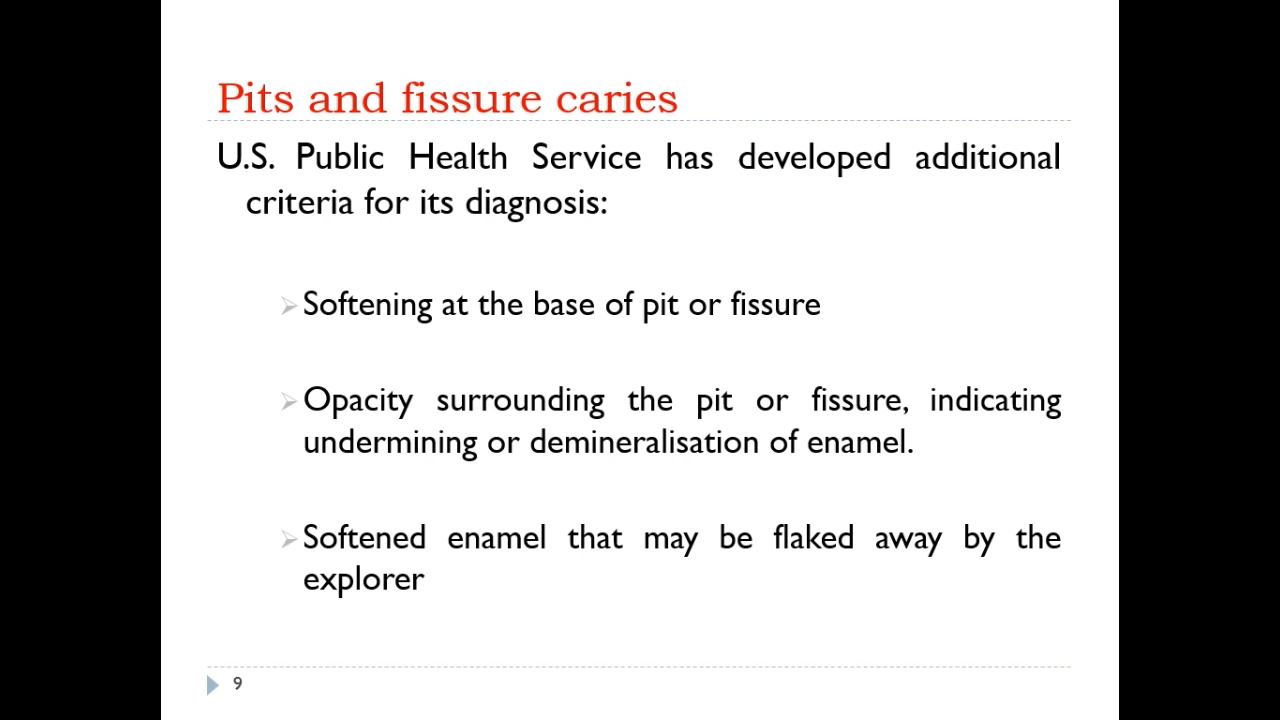 Pits and fissure caries
U.S. Public Health Service has developed additional
criteria for its diagnosis:
Softening at the base of pit or fissure
Opacity surrounding the pit or fissure, indicating
undermining or demineralisation of enamel.
Softened enamel that may be flaked away by the
explorer
9